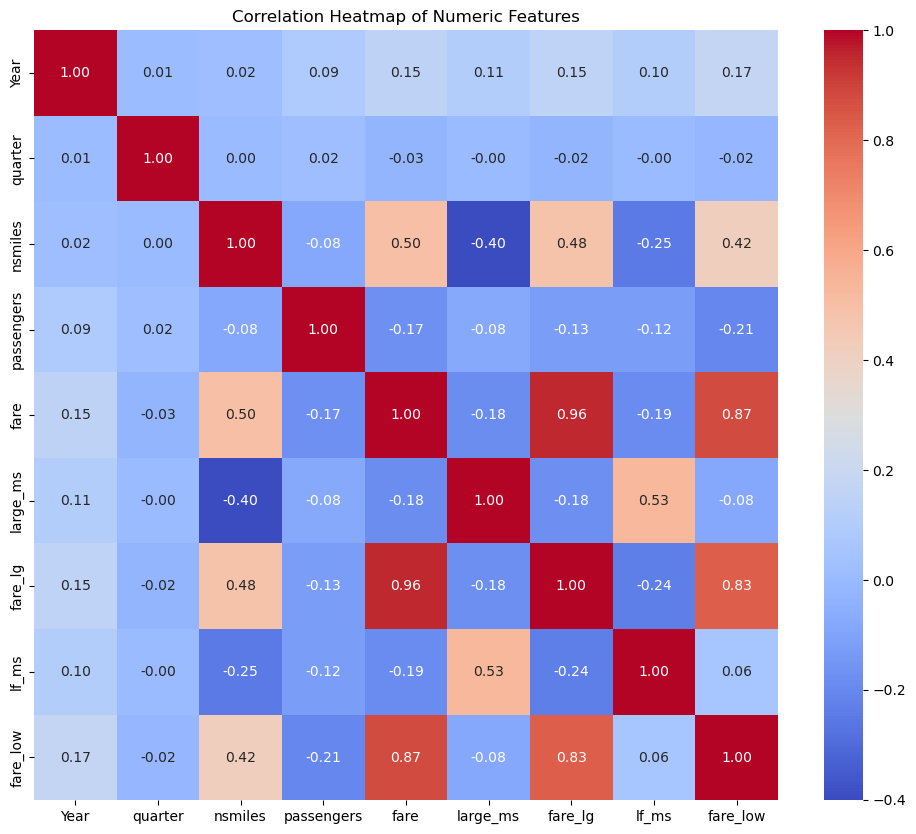 Correlation Heatmap of Numeric Features
Year 1.00 0.01 0.02 0.09 0.15 0.11 0.15 0.10 0.17
quarter 0.01 1.00 0.00 0.02 -0.03 -0.00 -0.02 -0.00 -0.02
nsmiles 0.02 0.00 1.00 -0.08 0.50 -0.40 0.48 -0.25 0.42
passengers 0.09 0.02 -0.08 1.00 -0.17 -0.08 -0.13 -0.12 -0.21
fare 0.15 -0.03 0.50 -0.17 1.00 -0.18 0.96 -0.19 0.87
large_ms 0.11 -0.00 -0.40 -0.08 -0.18 1.00 -0.18 0.53 -0.08
fare_lg 0.15 -0.02 0.48 -0.13 0.96 -0.18 1.00 -0.24 0.83
lf_ms 0.10 -0.00 -0.25 -0.12 -0.19 0.53 -0.24 1.00 0.06
fare_low 0.17 -0.02 0.42 -0.21 0.87 -0.08 0.83 0.06 1.00
Year quarter nsmiles passengers fare large_ms fare_lg lf_ms fare_low
1.0
0.8
0.6
0.4
0.2
0.0
−0.2
−0.4